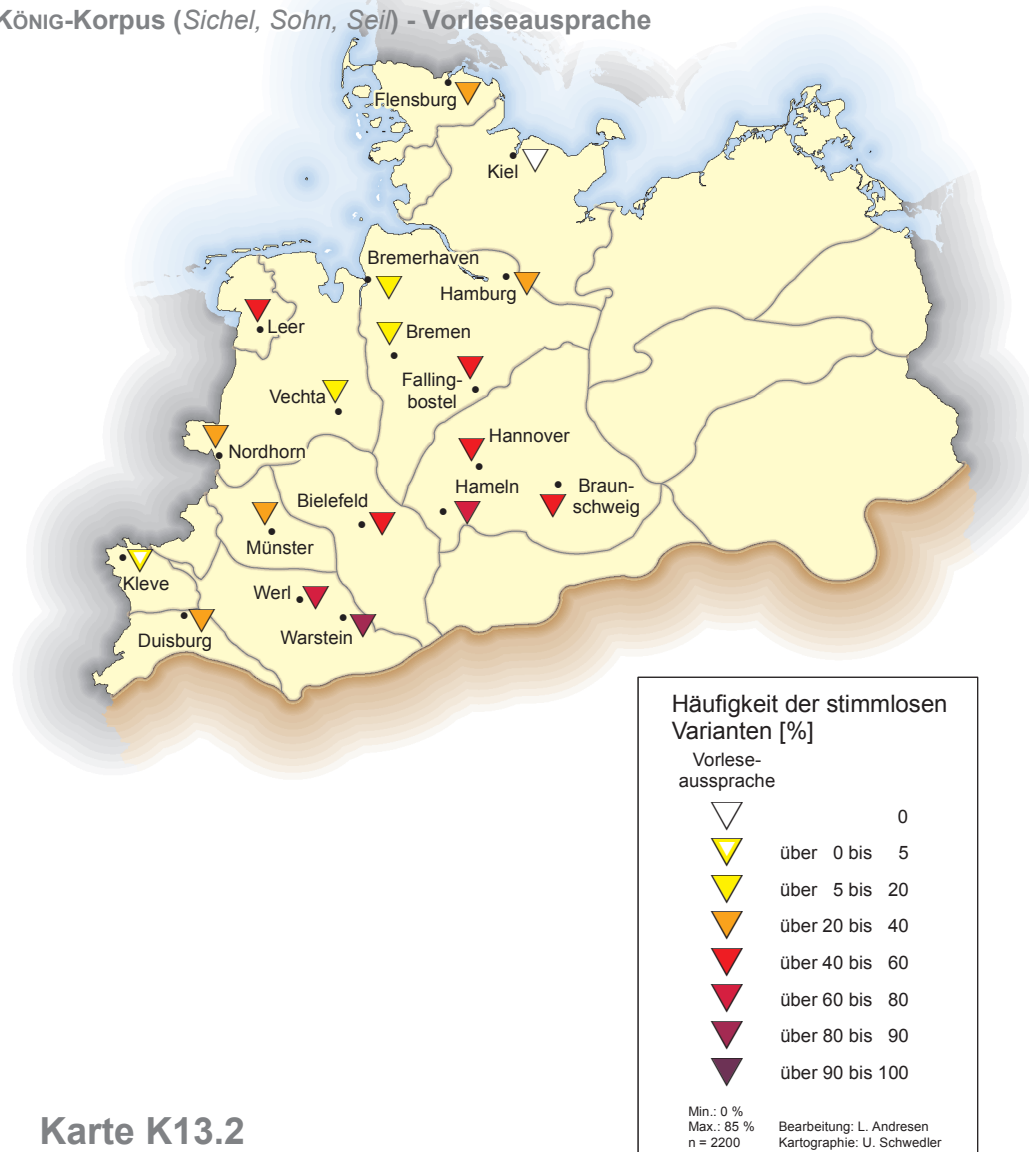 KÖNIG-Korpus (Sichel, Sohn, Seil) - Vorleseaussprache
Flensburg
Kiel
Bremerhaven
Hamburg
Leer
Bremen
Falling-
bostel
Vechta
Nordhorn
Hannover
Hameln
Braun-
schweig
Bielefeld
Münster
Kleve
Werl
Duisburg
Warstein
Häufigkeit der stimmlosen
Varianten [%]
Vorlese-
aussprache
0
über 0 bis 5
über 5 bis 20
über 20 bis 40
über 40 bis 60
über 60 bis 80
über 80 bis 90
über 90 bis 100
Min.: 0 %
Max.: 85 % Bearbeitung: L. Andresen
n = 2200 Kartographie: U. Schwedler
Karte K13.2